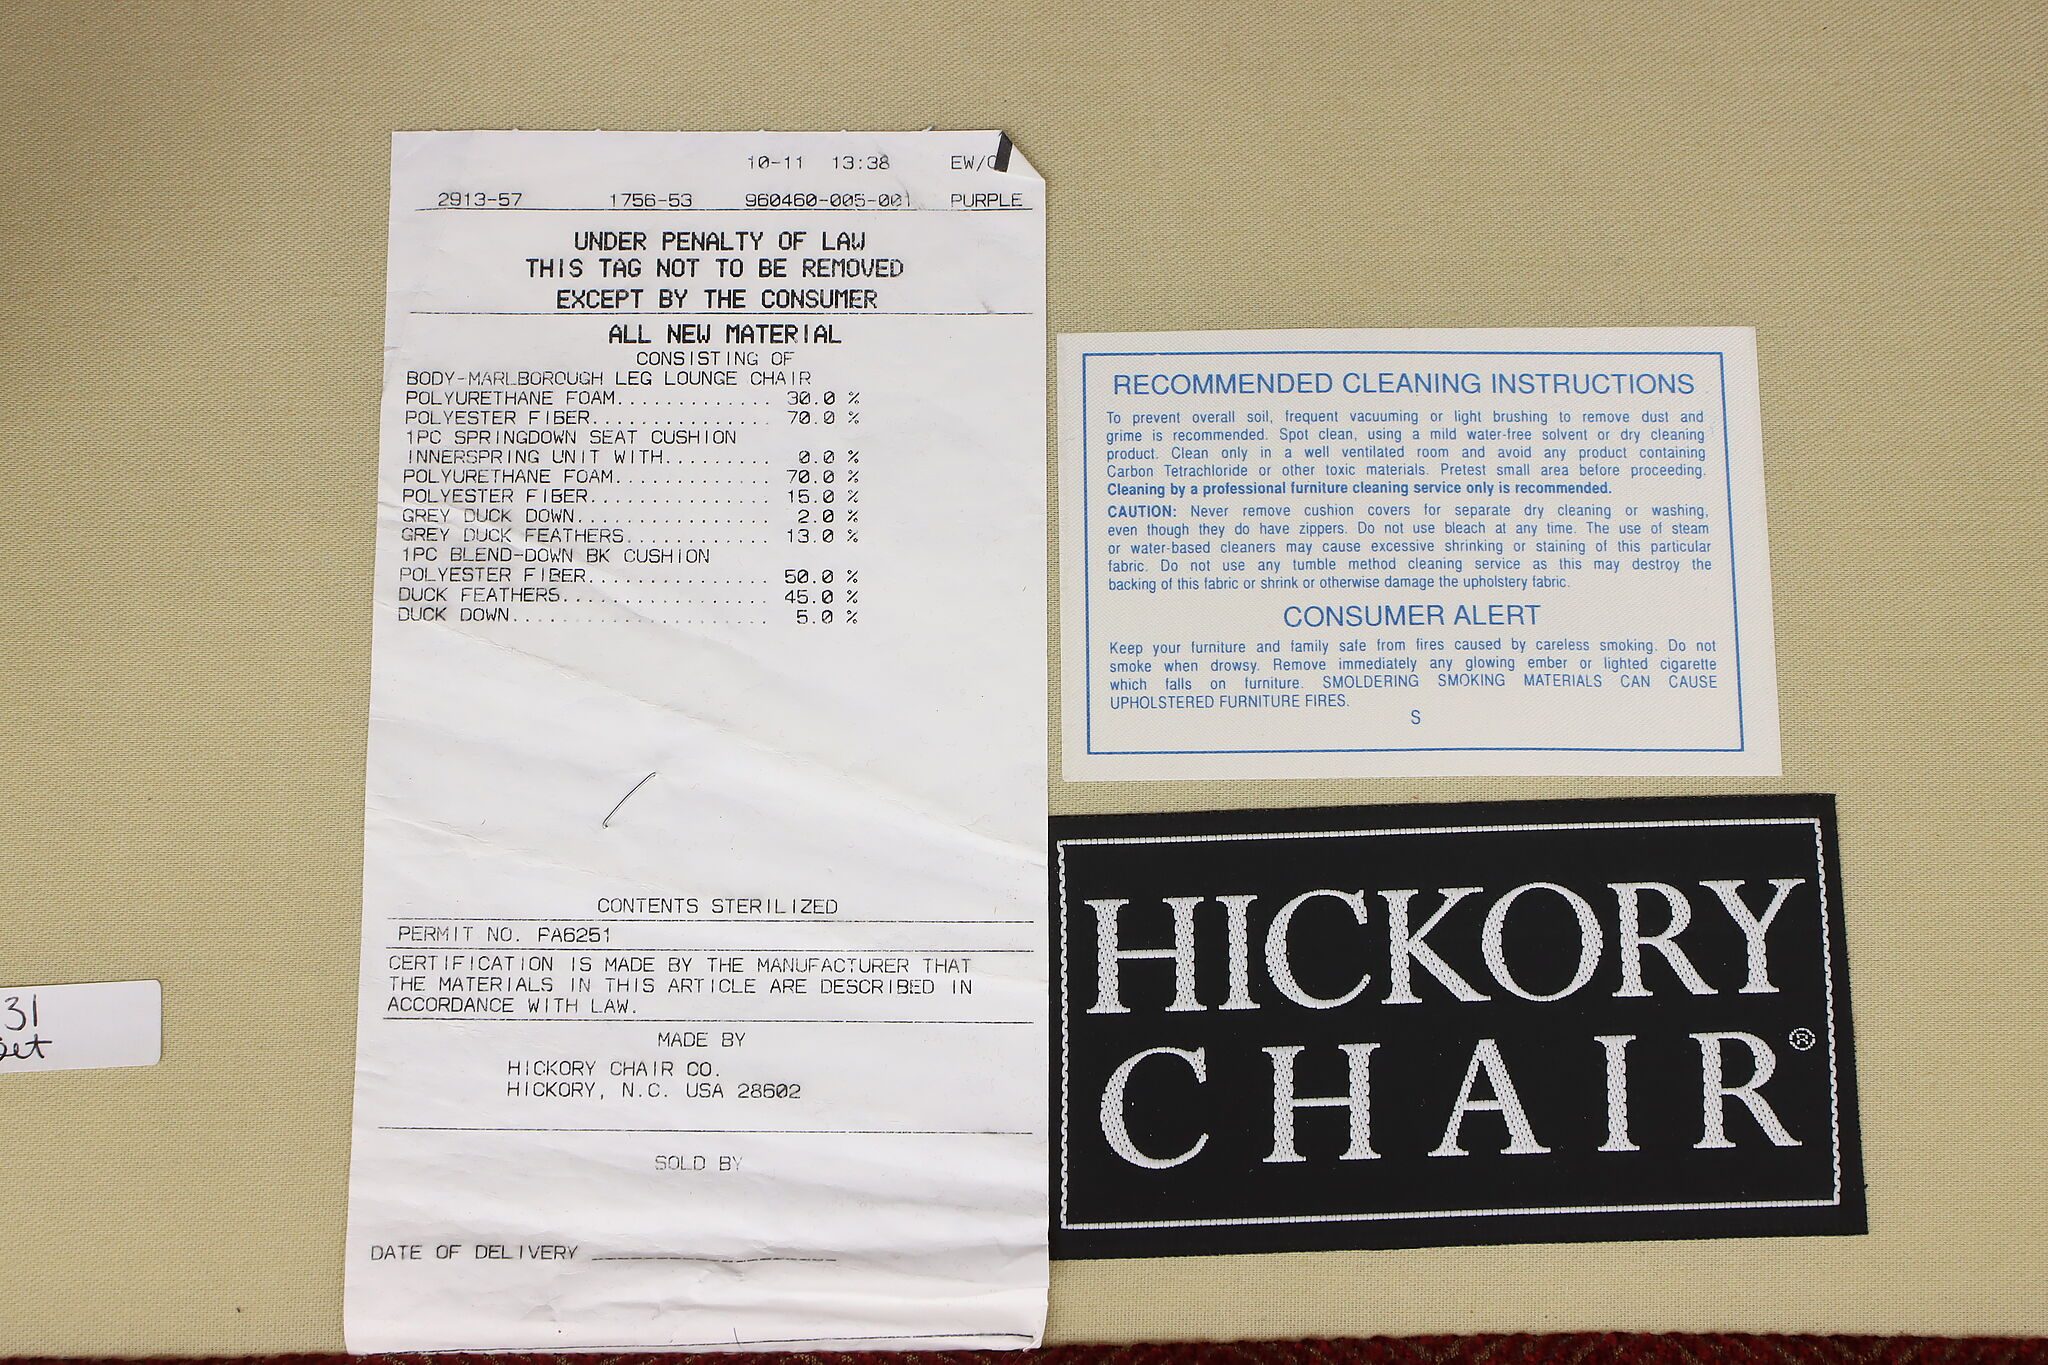 10-11 13:38
2913-57 1756-53 960460-005-001 PURPLE
UNDER PENALTY OF LAW
THIS TAG NOT TO BE REMOVED
EXCEPT BY THE CONSUMER
ALL NEW MATERIAL
CONSISTING OF
BODY-MARLBOROUGH LEG LOUNGE CHAIR
POLYURETHANE FOAM............. 30.0 %
POLYESTER FIBER............... 70.0 %
1PC SPRINGDOWN SEAT CUSHION
INNERSPRING UNIT WITH......... 0.0 %
POLYURETHANE FOAM............. 70.0 %
POLYESTER FIBER............... 15.0 %
GREY DUCK DOWN................ 2.0 %
GREY DUCK FEATHERS............ 13.0 %
1PC BLEND-DOWN BK CUSHION
POLYESTER FIBER............... 50.0 %
DUCK FEATHERS................. 45.0 %
DUCK DOWN..................... 5.0 %
CONTENTS STERILIZED
PERMIT NO. PA6251
CERTIFICATION IS MADE BY THE MANUFACTURER THAT
THE MATERIALS IN THIS ARTICLE ARE DESCRIBED IN
ACCORDANCE WITH LAW.
MADE BY
HICKORY CHAIR CO.
HICKORY, N.C. USA 28602
SOLD BY
DATE OF DELIVERY
RECOMMENDED CLEANING INSTRUCTIONS
To prevent overall soil, frequent vacuuming or light brushing to remove dust and
grime is recommended. Spot clean, using a mild water-free solvent or dry cleaning
product. Clean only in a well ventilated room and avoid any product containing
Carbon Tetrachloride or other toxic materials. Pretest small area before proceeding.
Cleaning by a professional furniture cleaning service only is recommended.
CAUTION: Never remove cushion covers for separate dry cleaning or washing,
even though they do have zippers. Do not use bleach at any time. The use of steam
or water-based cleaners may cause excessive shrinking or staining of this particular
fabric. Do not use any tumble method cleaning service as this may destroy the
backing of this fabric or shrink or otherwise damage the upholstery fabric.
CONSUMER ALERT
Keep your furniture and family safe from fires caused by careless smoking. Do not
smoke when drowsy. Remove immediately any glowing ember or lighted cigarette
which falls on furniture. SMOLDERING SMOKING MATERIALS CAN CAUSE
UPHOLSTERED FURNITURE FIRES.
S
HICKORY
CHAIR®
31